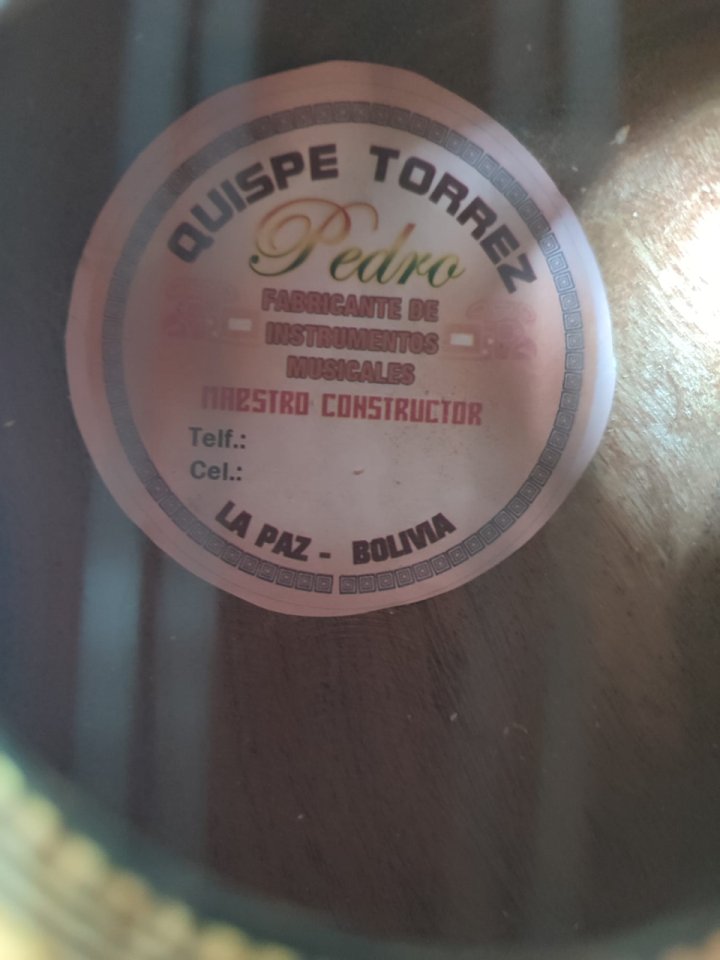 QUISPE TORREZ
Pedro
FABRICANTE DE
INSTRUMENTOS
MUSICALES
MAESTRO CONSTRUCTOR
Telf.:
Cel.:
LA PAZ - BOLIVIA